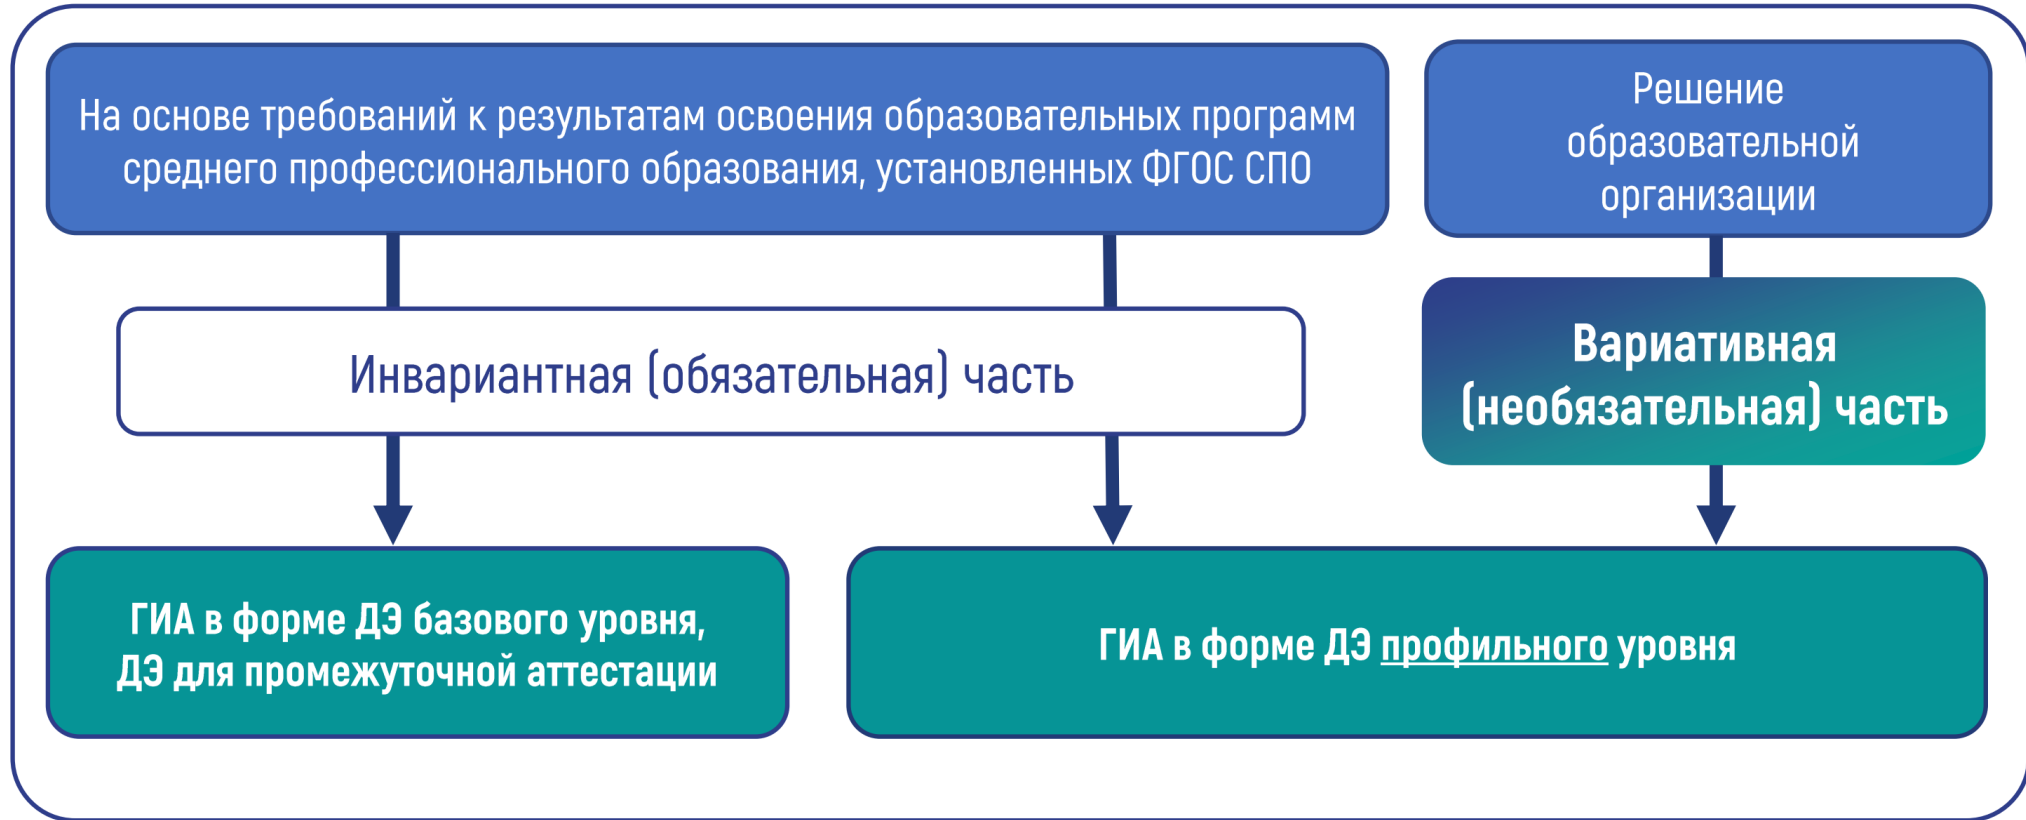 На основе требований к результатам освоения образовательных программ
среднего профессионального образования, установленных ФГОС СПО
Решение
образовательной
организации
Инвариантная (обязательная) часть
Вариативная
(необязательная) часть
ГИА в форме ДЭ базового уровня,
ДЭ для промежуточной аттестации
ГИА в форме ДЭ профильного уровня